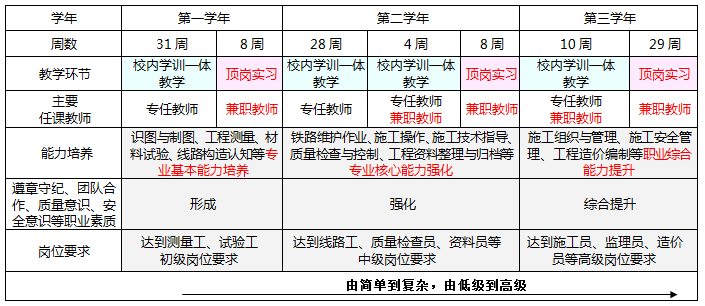 学年 第一学年 第二学年 第三学年
周数 31 周 8 周 28 周 4 周 8 周 10 周 29 周
教学环节 校内学训一体教学 顶岗实习 校内学训一体教学 校内学训一体教学 顶岗实习 校内学训一体教学 顶岗实习
主要
任课教师 专任教师 兼职教师 专任教师 专任教师 兼职教师 兼职教师 专任教师 兼职教师 兼职教师
能力培养
识图与制图、工程测量、材
料试验、线路构造认知等专
业基本能力培养
铁路维护作业、施工操作、施工技术指导、
质量检查与控制、工程资料整理与归档等
专业核心能力强化
施工组织与管理、施工安全管
理、工程造价编制等职业综合
能力提升
遵章守纪、团队合
作、质量意识、安
全意识等职业素质
形成 强化 综合提升
岗位要求
达到测量工、试验工
初级岗位要求
达到线路工、质量检查员、资料员等
中级岗位要求
达到施工员、监理员、造价
员等高级岗位要求
由简单到复杂，由低级到高级